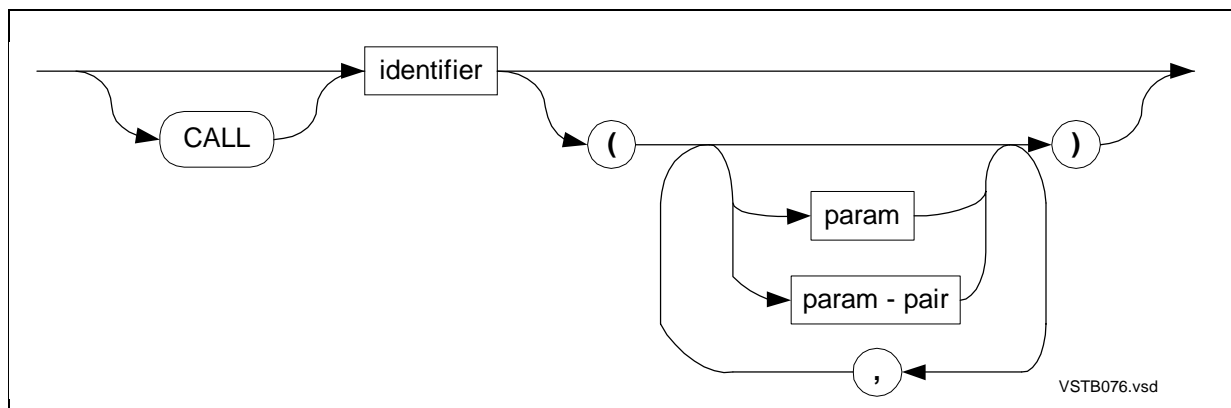 identifier
CALL
(
)
param
param - pair
,
VSTB076.vsd